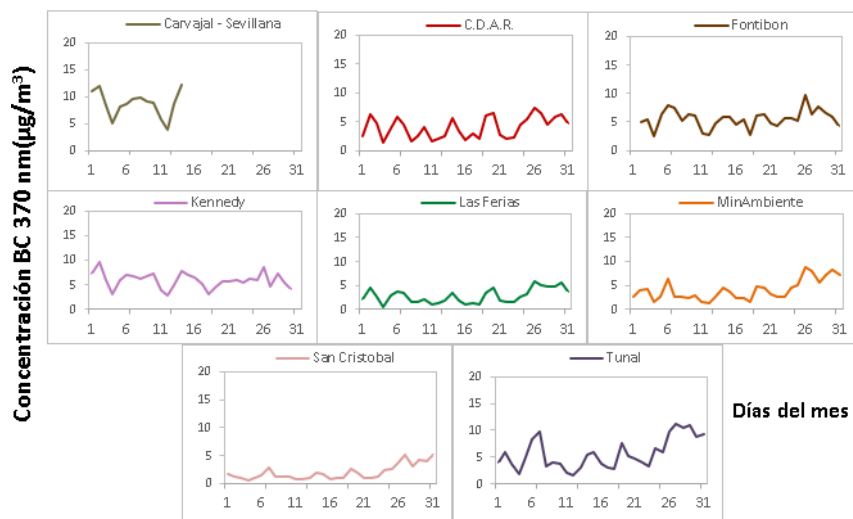 Concentración BC 370 nm(µg/m³)
Carvajal - Sevillana
20
15
10
5
0
1 6 11 16 21 26 31
C.D.A.R.
20
15
10
5
0
1 6 11 16 21 26 31
Fontibon
20
15
10
5
0
1 6 11 16 21 26 31
Kennedy
20
15
10
5
0
1 6 11 16 21 26 31
Las Ferias
20
15
10
5
0
1 6 11 16 21 26 31
MinAmbiente
20
15
10
5
0
1 6 11 16 21 26 31
San Cristobal
20
15
10
5
0
1 6 11 16 21 26 31
Tunal
20
15
10
5
0
1 6 11 16 21 26 31
Días del mes